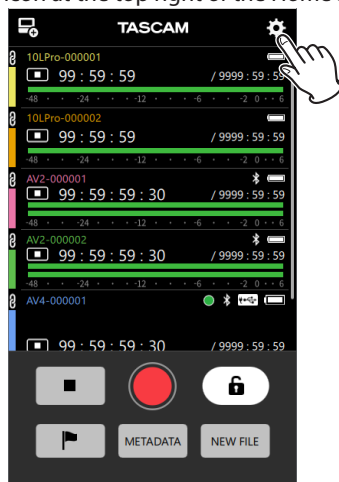 TASCAM
10LPro-000001
99 : 59 : 59 / 9999 : 59 : 59
-48 -24 -12 -6 -2 0 6
10LPro-000002
99 : 59 : 59 / 9999 : 59 : 59
-48 -24 -12 -6 -2 0 6
AV2-000001
99 : 59 : 59 : 30 / 9999 : 59 : 59
-48 -24 -12 -6 -2 0 6
AV2-000002
99 : 59 : 59 : 30 / 9999 : 59 : 59
-48 -24 -12 -6 -2 0 6
AV4-000001
99 : 59 : 59 : 30 / 9999 : 59 : 59
METADATA
NEW FILE